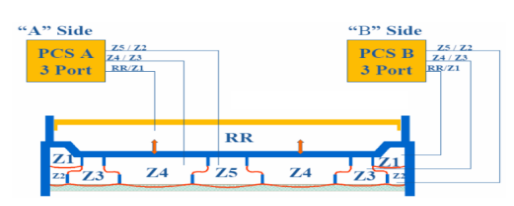 “A” Side
“B” Side
PCS A
3 Port
Z5 / Z2
Z4 / Z3
RR/Z1
PCS B
3 Port
Z5 / Z2
Z4 / Z3
RR/Z1
RR
Z1
Z1
Z2
Z3
Z4
Z5
Z4
Z3
Z2